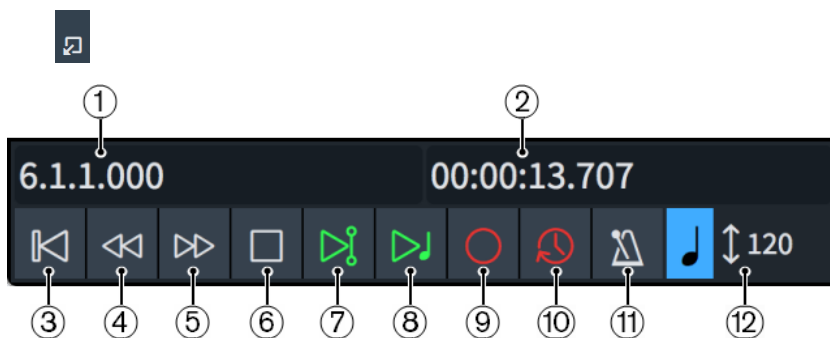 ① ②
6.1.1.000 00:00:13.707
120
③ ④ ⑤ ⑥ ⑦ ⑧ ⑨ ⑩ ⑪ ⑫